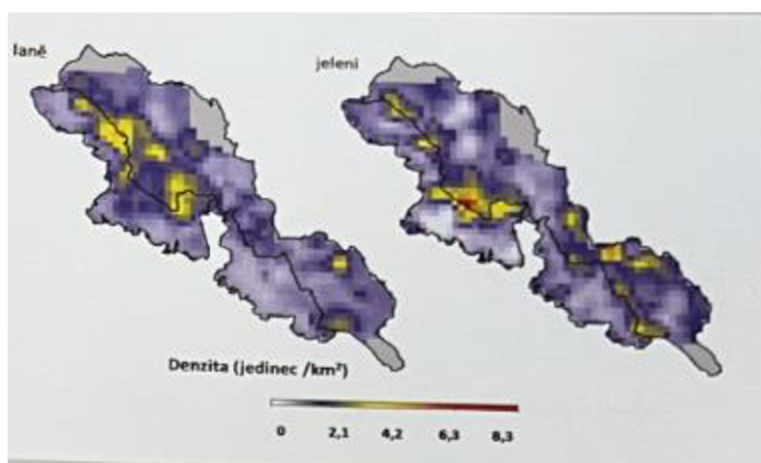 laně
jeleni
Denzita (jedinec /km²)
0 2,1 4,2 6,3 8,3